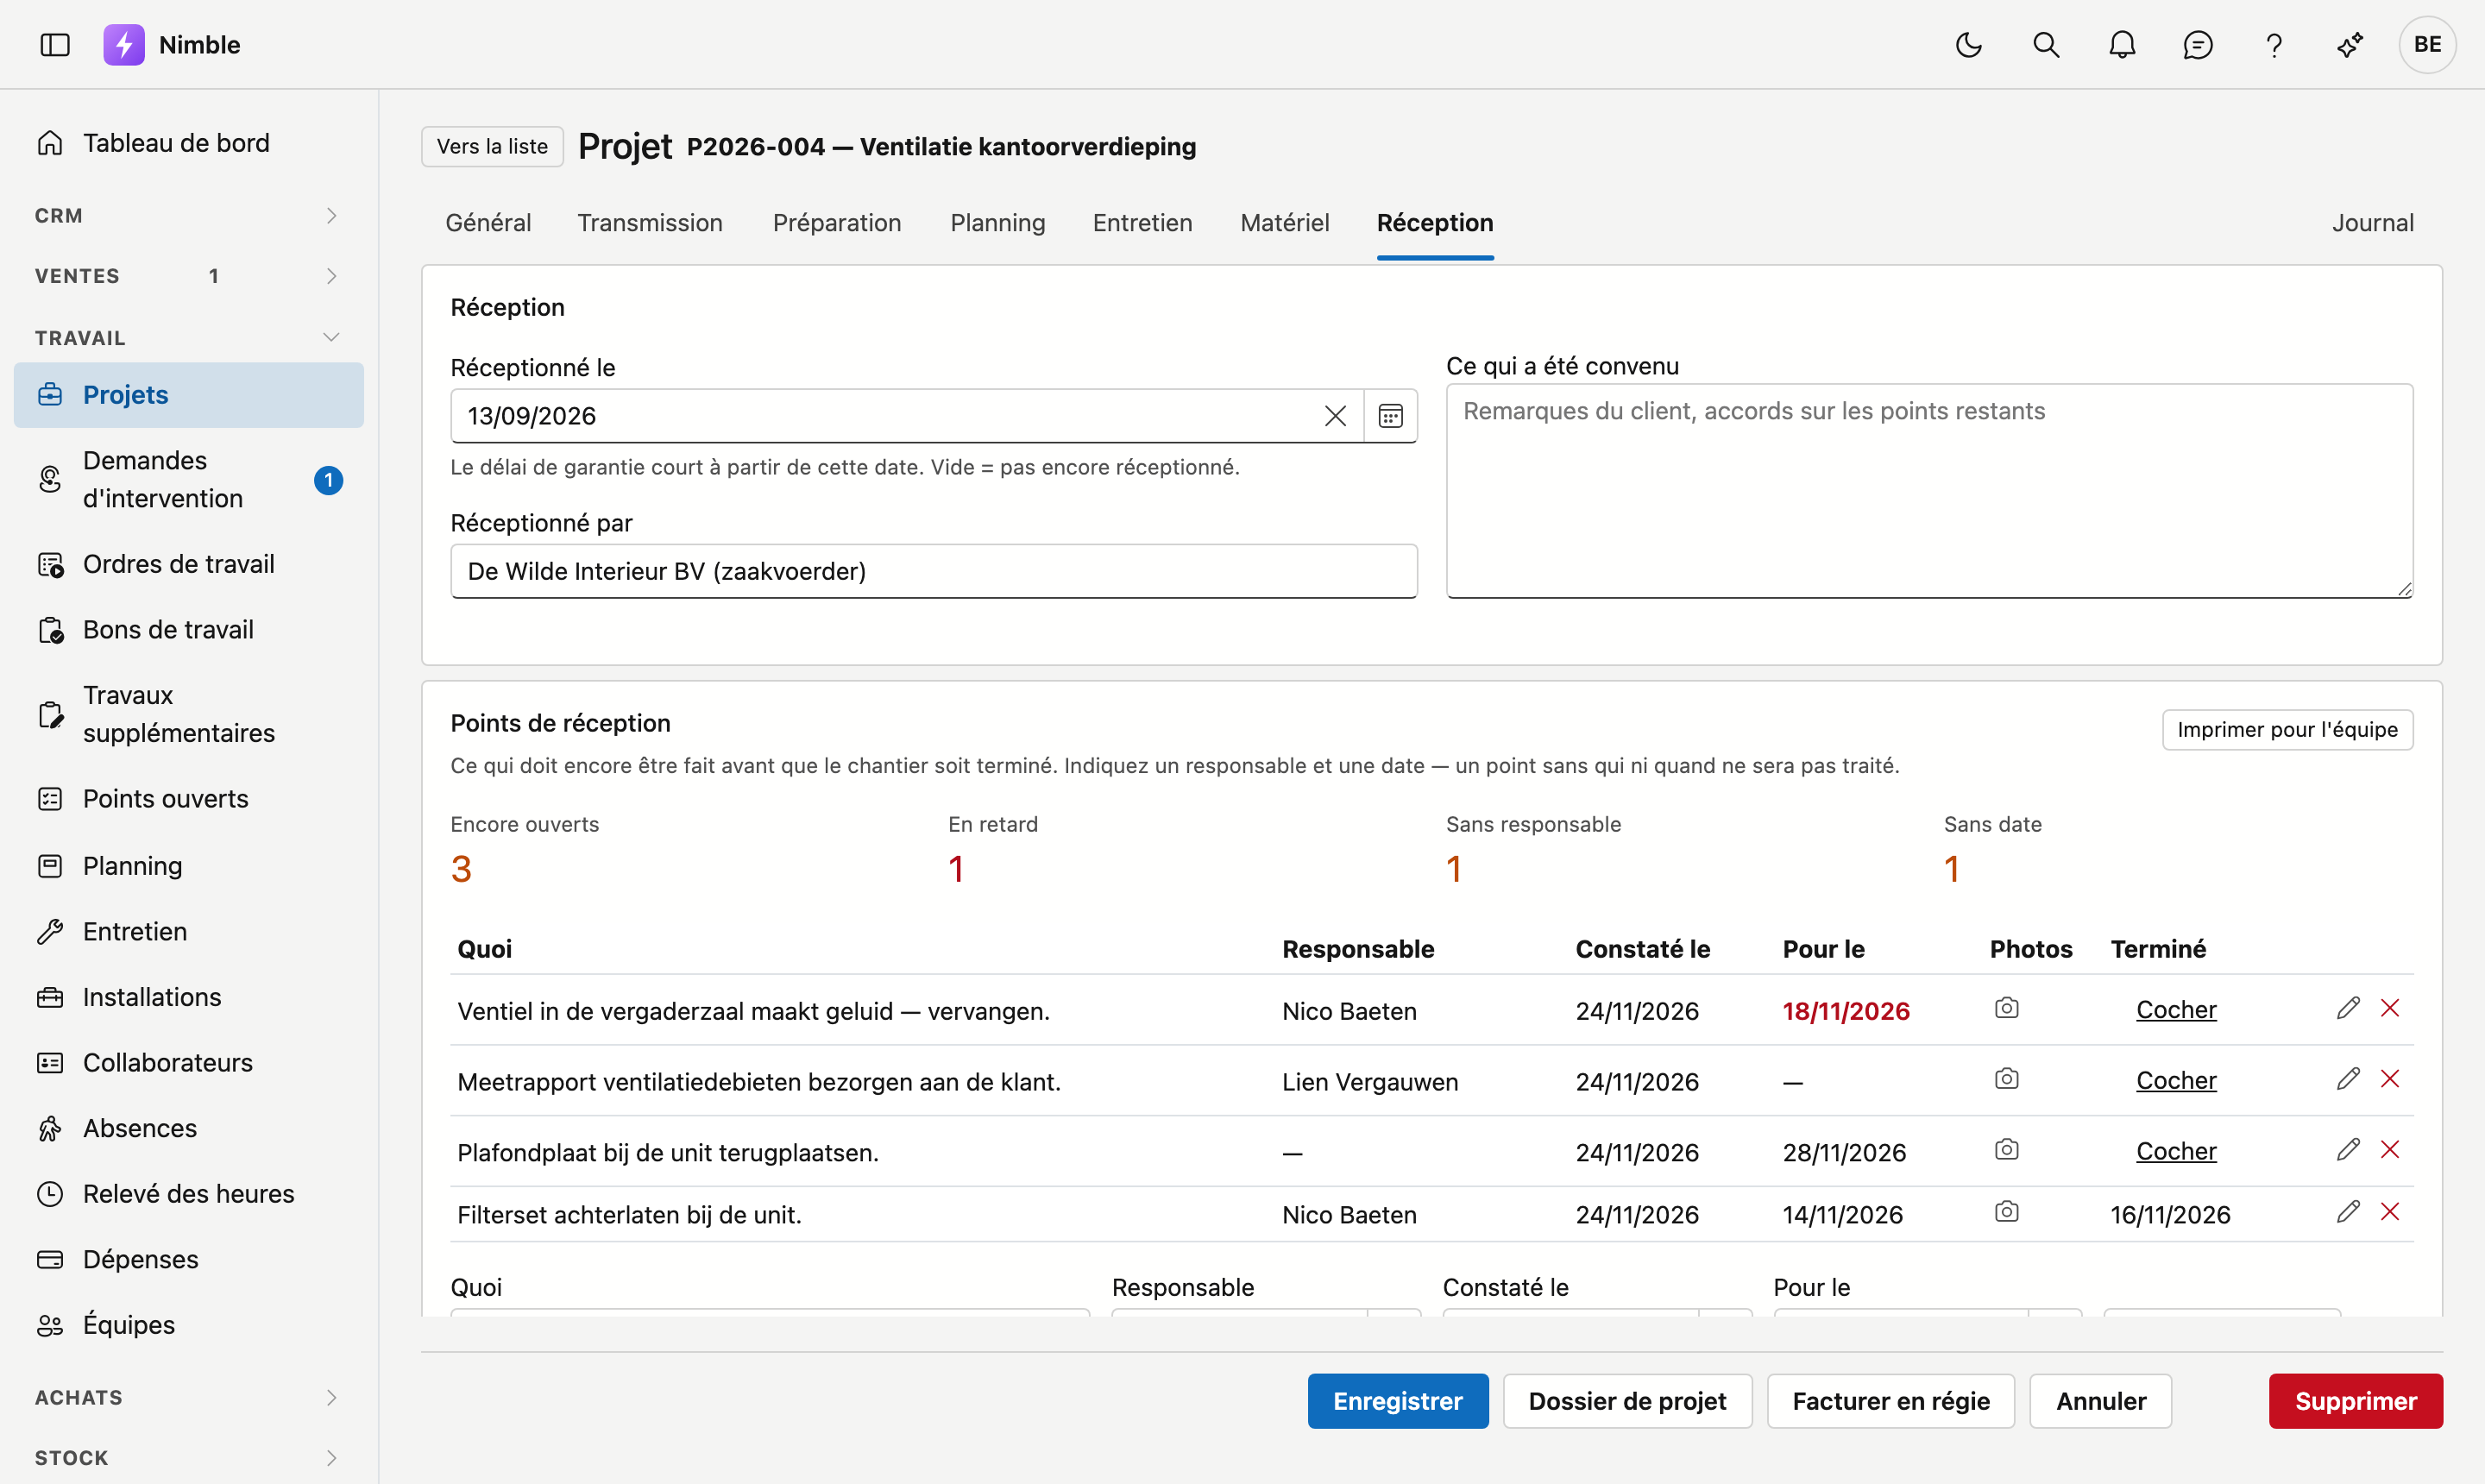 Nimble
BE
Tableau de bord
CRM
VENTES 1
TRAVAIL
Projets
Demandes
d'intervention
1
Ordres de travail
Bons de travail
Travaux
supplémentaires
Points ouverts
Planning
Entretien
Installations
Collaborateurs
Absences
Relevé des heures
Dépenses
Équipes
ACHATS
STOCK
Vers la liste Projet P2026-004 — Ventilatie kantoorverdieping
Général Transmission Préparation Planning Entretien Matériel Réception Journal
Réception
Réceptionné le
13/09/2026
Le délai de garantie court à partir de cette date. Vide = pas encore réceptionné.
Réceptionné par
De Wilde Interieur BV (zaakvoerder)
Ce qui a été convenu
Remarques du client, accords sur les points restants
Points de réception
Imprimer pour l'équipe
Ce qui doit encore être fait avant que le chantier soit terminé. Indiquez un responsable et une date — un point sans qui ni quand ne sera pas traité.
Encore ouverts En retard Sans responsable Sans date
3 1 1 1
Quoi Responsable Constaté le Pour le Photos Terminé
Ventiel in de vergaderzaal maakt geluid — vervangen. Nico Baeten 24/11/2026 18/11/2026 Cocher
Meetrapport ventilatiedebieten bezorgen aan de klant. Lien Vergauwen 24/11/2026 — Cocher
Plafondplaat bij de unit terugplaatsen. — 24/11/2026 28/11/2026 Cocher
Filterset achterlaten bij de unit. Nico Baeten 24/11/2026 14/11/2026 16/11/2026
Quoi Responsable Constaté le Pour le
Enregistrer Dossier de projet Facturer en régie Annuler Supprimer